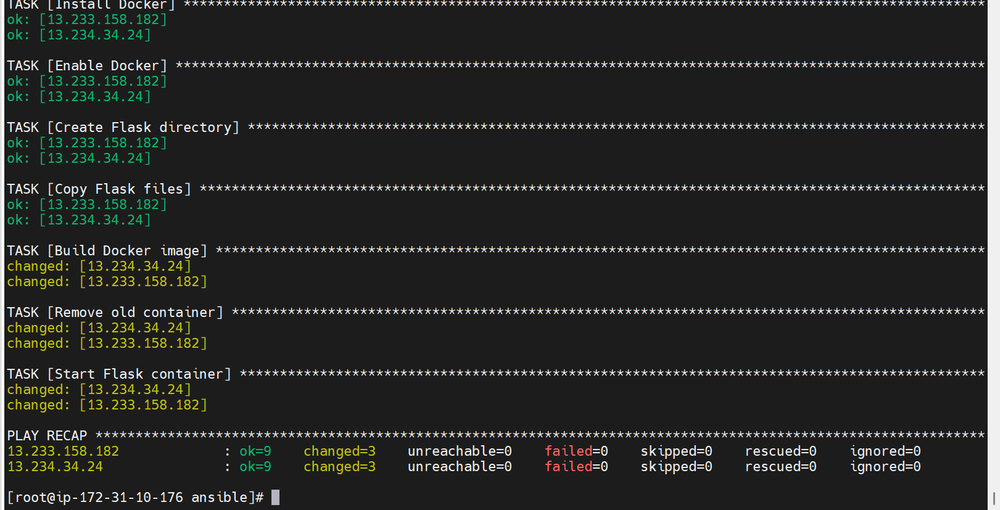 TASK [Install Docker] ****************************************************************************************************
ok: [13.233.158.182]
ok: [13.234.34.24]
TASK [Enable Docker] *****************************************************************************************************
ok: [13.233.158.182]
ok: [13.234.34.24]
TASK [Create Flask directory] ********************************************************************************************
ok: [13.233.158.182]
ok: [13.234.34.24]
TASK [Copy Flask files] **************************************************************************************************
ok: [13.233.158.182]
ok: [13.234.34.24]
TASK [Build Docker image] ************************************************************************************************
changed: [13.234.34.24]
changed: [13.233.158.182]
TASK [Remove old container] **********************************************************************************************
changed: [13.234.34.24]
changed: [13.233.158.182]
TASK [Start Flask container] *********************************************************************************************
changed: [13.234.34.24]
changed: [13.233.158.182]
PLAY RECAP ***************************************************************************************************************
13.233.158.182 : ok=9 changed=3 unreachable=0 failed=0 skipped=0 rescued=0 ignored=0
13.234.34.24 : ok=9 changed=3 unreachable=0 failed=0 skipped=0 rescued=0 ignored=0
[root@ip-172-31-10-176 ansible]#